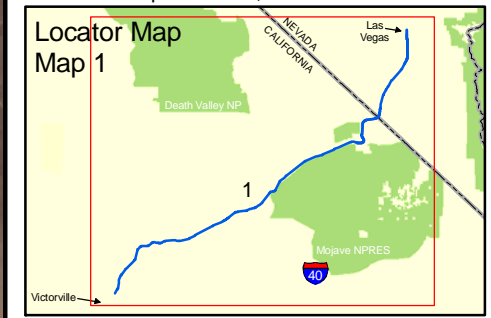 Locator Map
Map 1
Las
Vegas
NEVADA
CALIFORNIA
Death Valley NP
1
Mojave NPRES
40
Victorville